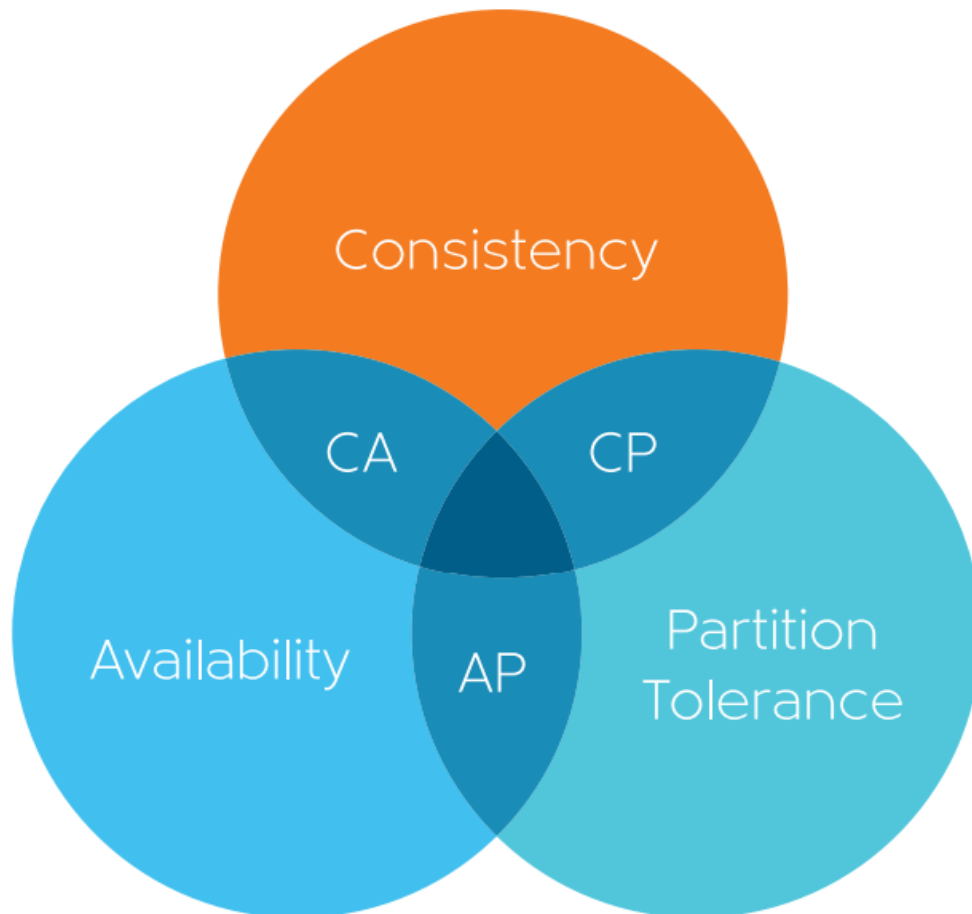 Consistency
CA
CP
Availability
AP
Partition
Tolerance